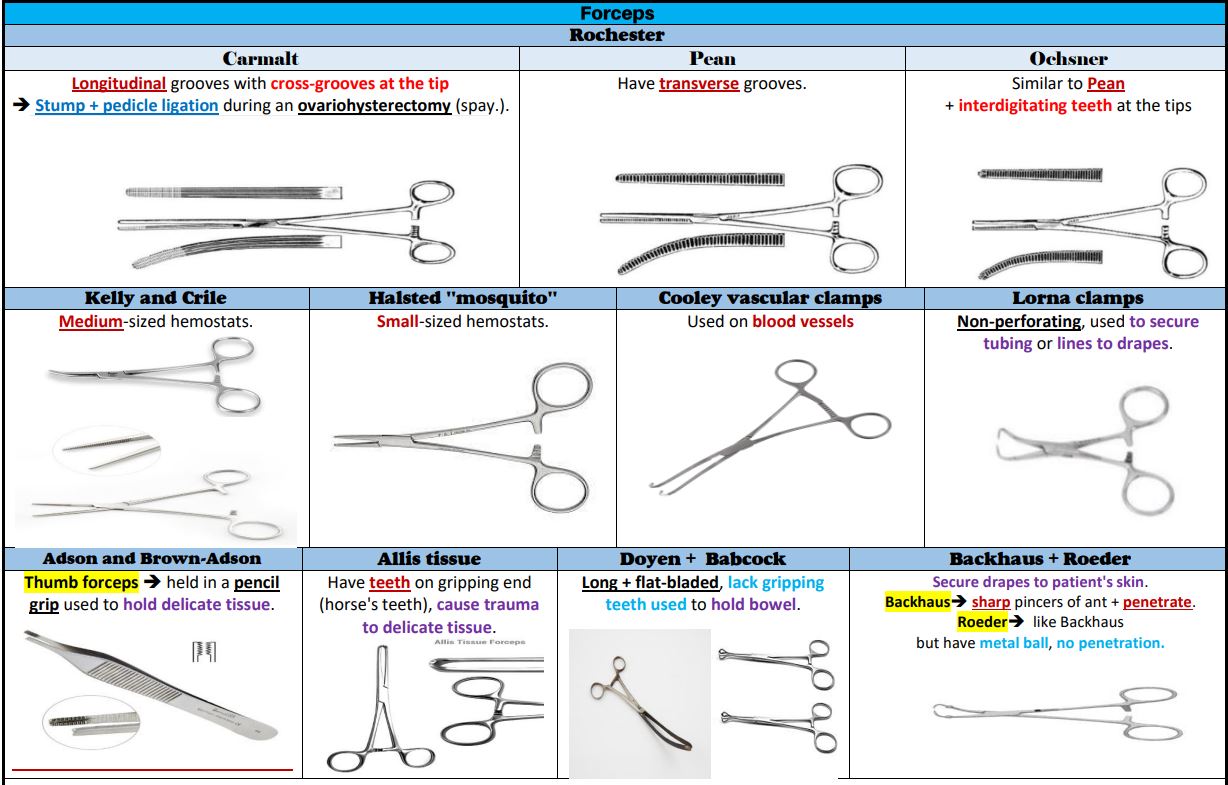 Forceps
Rochester
Carmalt
Longitudinal grooves with cross-grooves at the tip
➔ Stump + pedicle ligation during an ovariohysterectomy (spay.).
Pean
Have transverse grooves.
Ochsner
Similar to Pean
+ interdigitating teeth at the tips
Kelly and Crile
Medium-sized hemostats.
Halsted "mosquito"
Small-sized hemostats.
Cooley vascular clamps
Used on blood vessels
Lorna clamps
Non-perforating, used to secure
tubing or lines to drapes.
Adson and Brown-Adson
Thumb forceps ➔ held in a pencil
grip used to hold delicate tissue.
Allis tissue
Have teeth on gripping end
(horse's teeth), cause trauma
to delicate tissue.
Allis Tissue Forceps
Doyen + Babcock
Long + flat-bladed, lack gripping
teeth used to hold bowel.
Backhaus + Roeder
Secure drapes to patient's skin.
Backhaus➔ sharp pincers of ant + penetrate.
Roeder➔ like Backhaus
but have metal ball, no penetration.